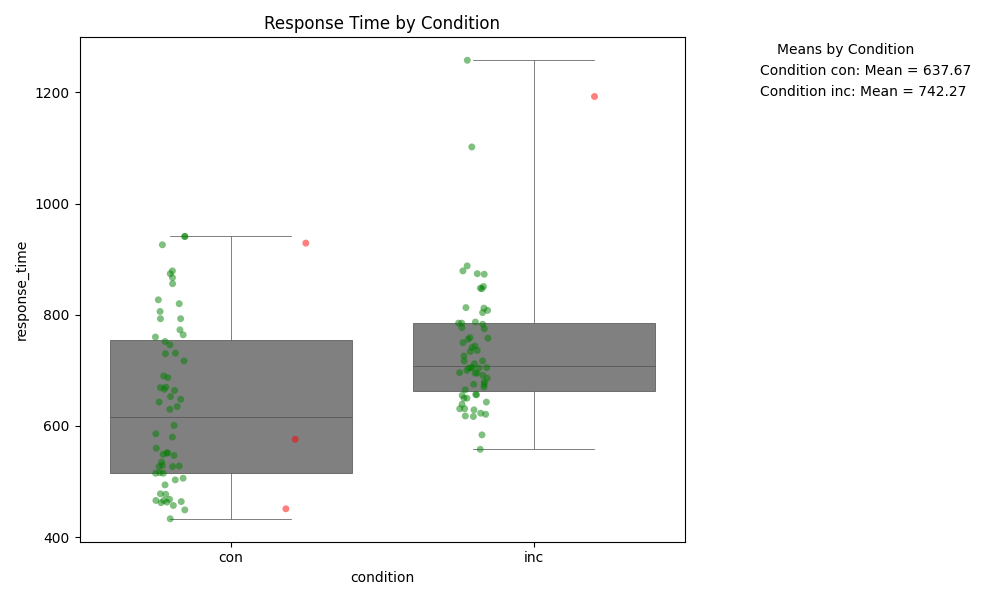 Response Time by Condition
Means by Condition
Condition con: Mean = 637.67
Condition inc: Mean = 742.27
response_time
1200
1000
800
600
400
con
inc
condition